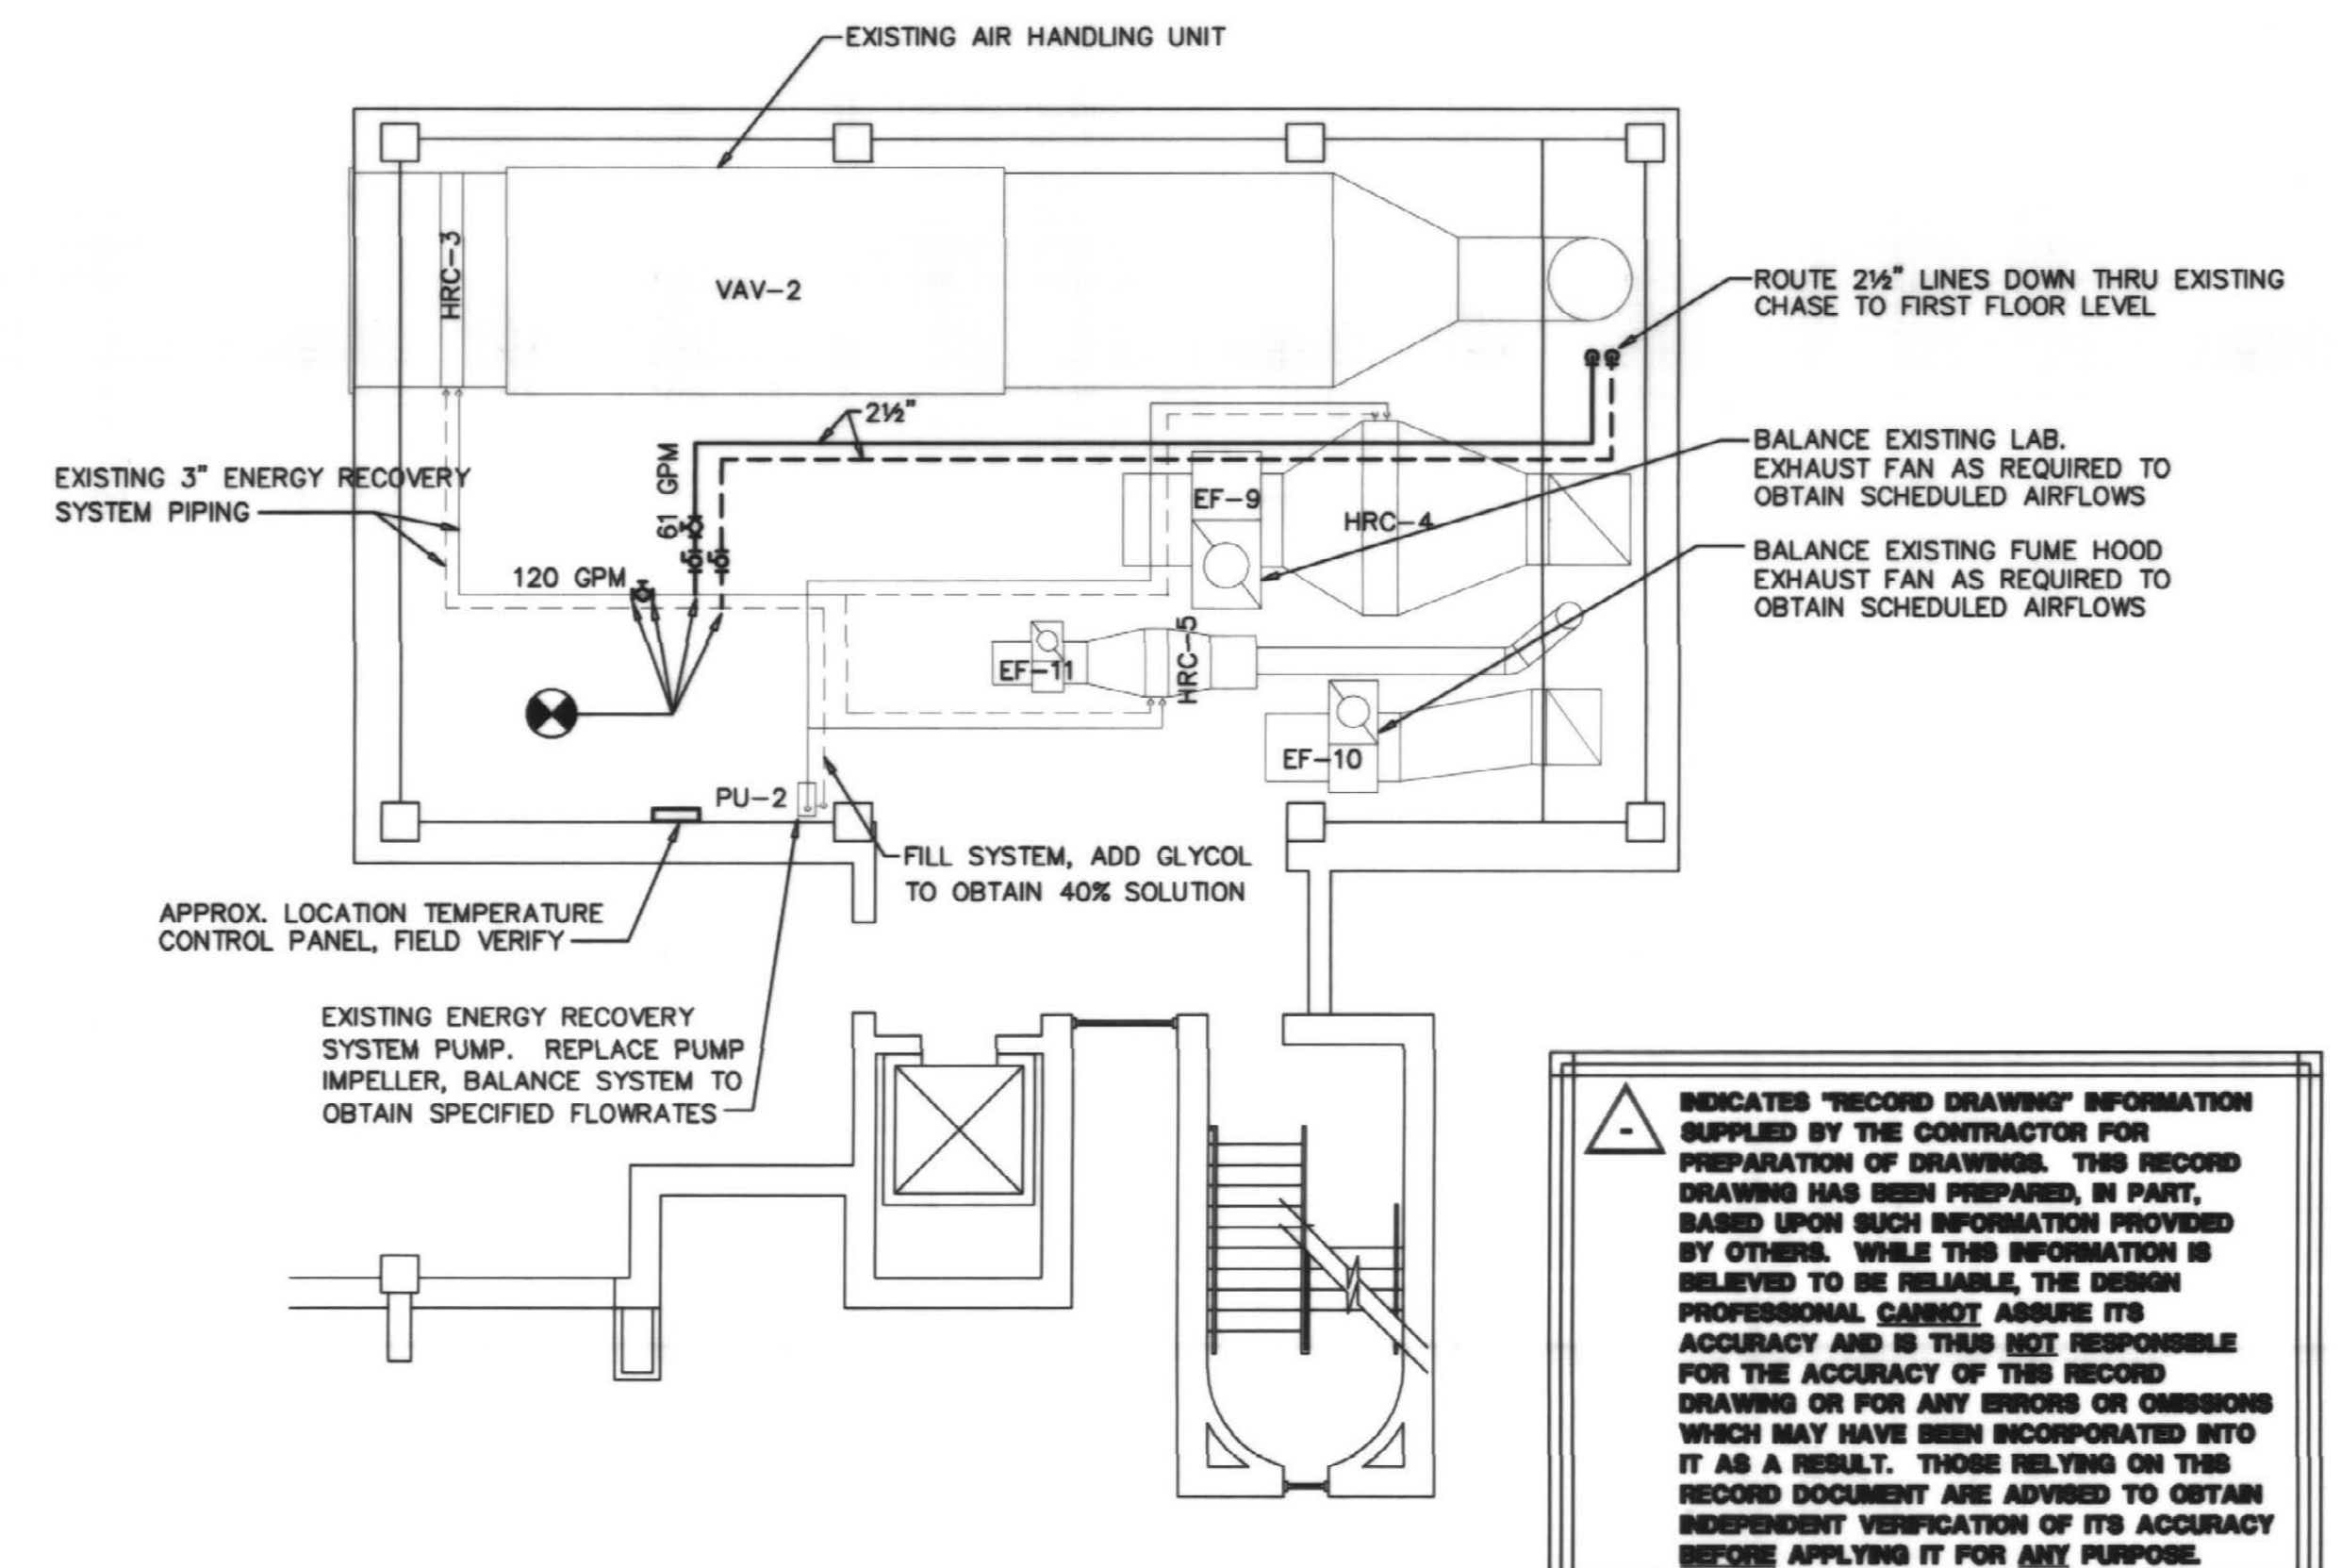 EXISTING AIR HANDLING UNIT
HRC-3
VAV-2
ROUTE 2½" LINES DOWN THRU EXISTING
CHASE TO FIRST FLOOR LEVEL
2½"
EXISTING 3" ENERGY RECOVERY
SYSTEM PIPING
61 GPM
120 GPM
EF-9
HRC-4
BALANCE EXISTING LAB.
EXHAUST FAN AS REQUIRED TO
OBTAIN SCHEDULED AIRFLOWS
BALANCE EXISTING FUME HOOD
EXHAUST FAN AS REQUIRED TO
OBTAIN SCHEDULED AIRFLOWS
EF-11
HRC-5
EF-10
PU-2
FILL SYSTEM, ADD GLYCOL
TO OBTAIN 40% SOLUTION
APPROX. LOCATION TEMPERATURE
CONTROL PANEL, FIELD VERIFY
EXISTING ENERGY RECOVERY
SYSTEM PUMP. REPLACE PUMP
IMPELLER, BALANCE SYSTEM TO
OBTAIN SPECIFIED FLOWRATES
-
INDICATES "RECORD DRAWING" INFORMATION
SUPPLIED BY THE CONTRACTOR FOR
PREPARATION OF DRAWINGS. THIS RECORD
DRAWING HAS BEEN PREPARED, IN PART,
BASED UPON SUCH INFORMATION PROVIDED
BY OTHERS. WHILE THIS INFORMATION IS
BELIEVED TO BE RELIABLE, THE DESIGN
PROFESSIONAL CANNOT ASSURE ITS
ACCURACY AND IS THUS NOT RESPONSIBLE
FOR THE ACCURACY OF THIS RECORD
DRAWING OR FOR ANY ERRORS OR OMISSIONS
WHICH MAY HAVE BEEN INCORPORATED INTO
IT AS A RESULT. THOSE RELYING ON THIS
RECORD DOCUMENT ARE ADVISED TO OBTAIN
INDEPENDENT VERIFICATION OF ITS ACCURACY
BEFORE APPLYING IT FOR ANY PURPOSE.